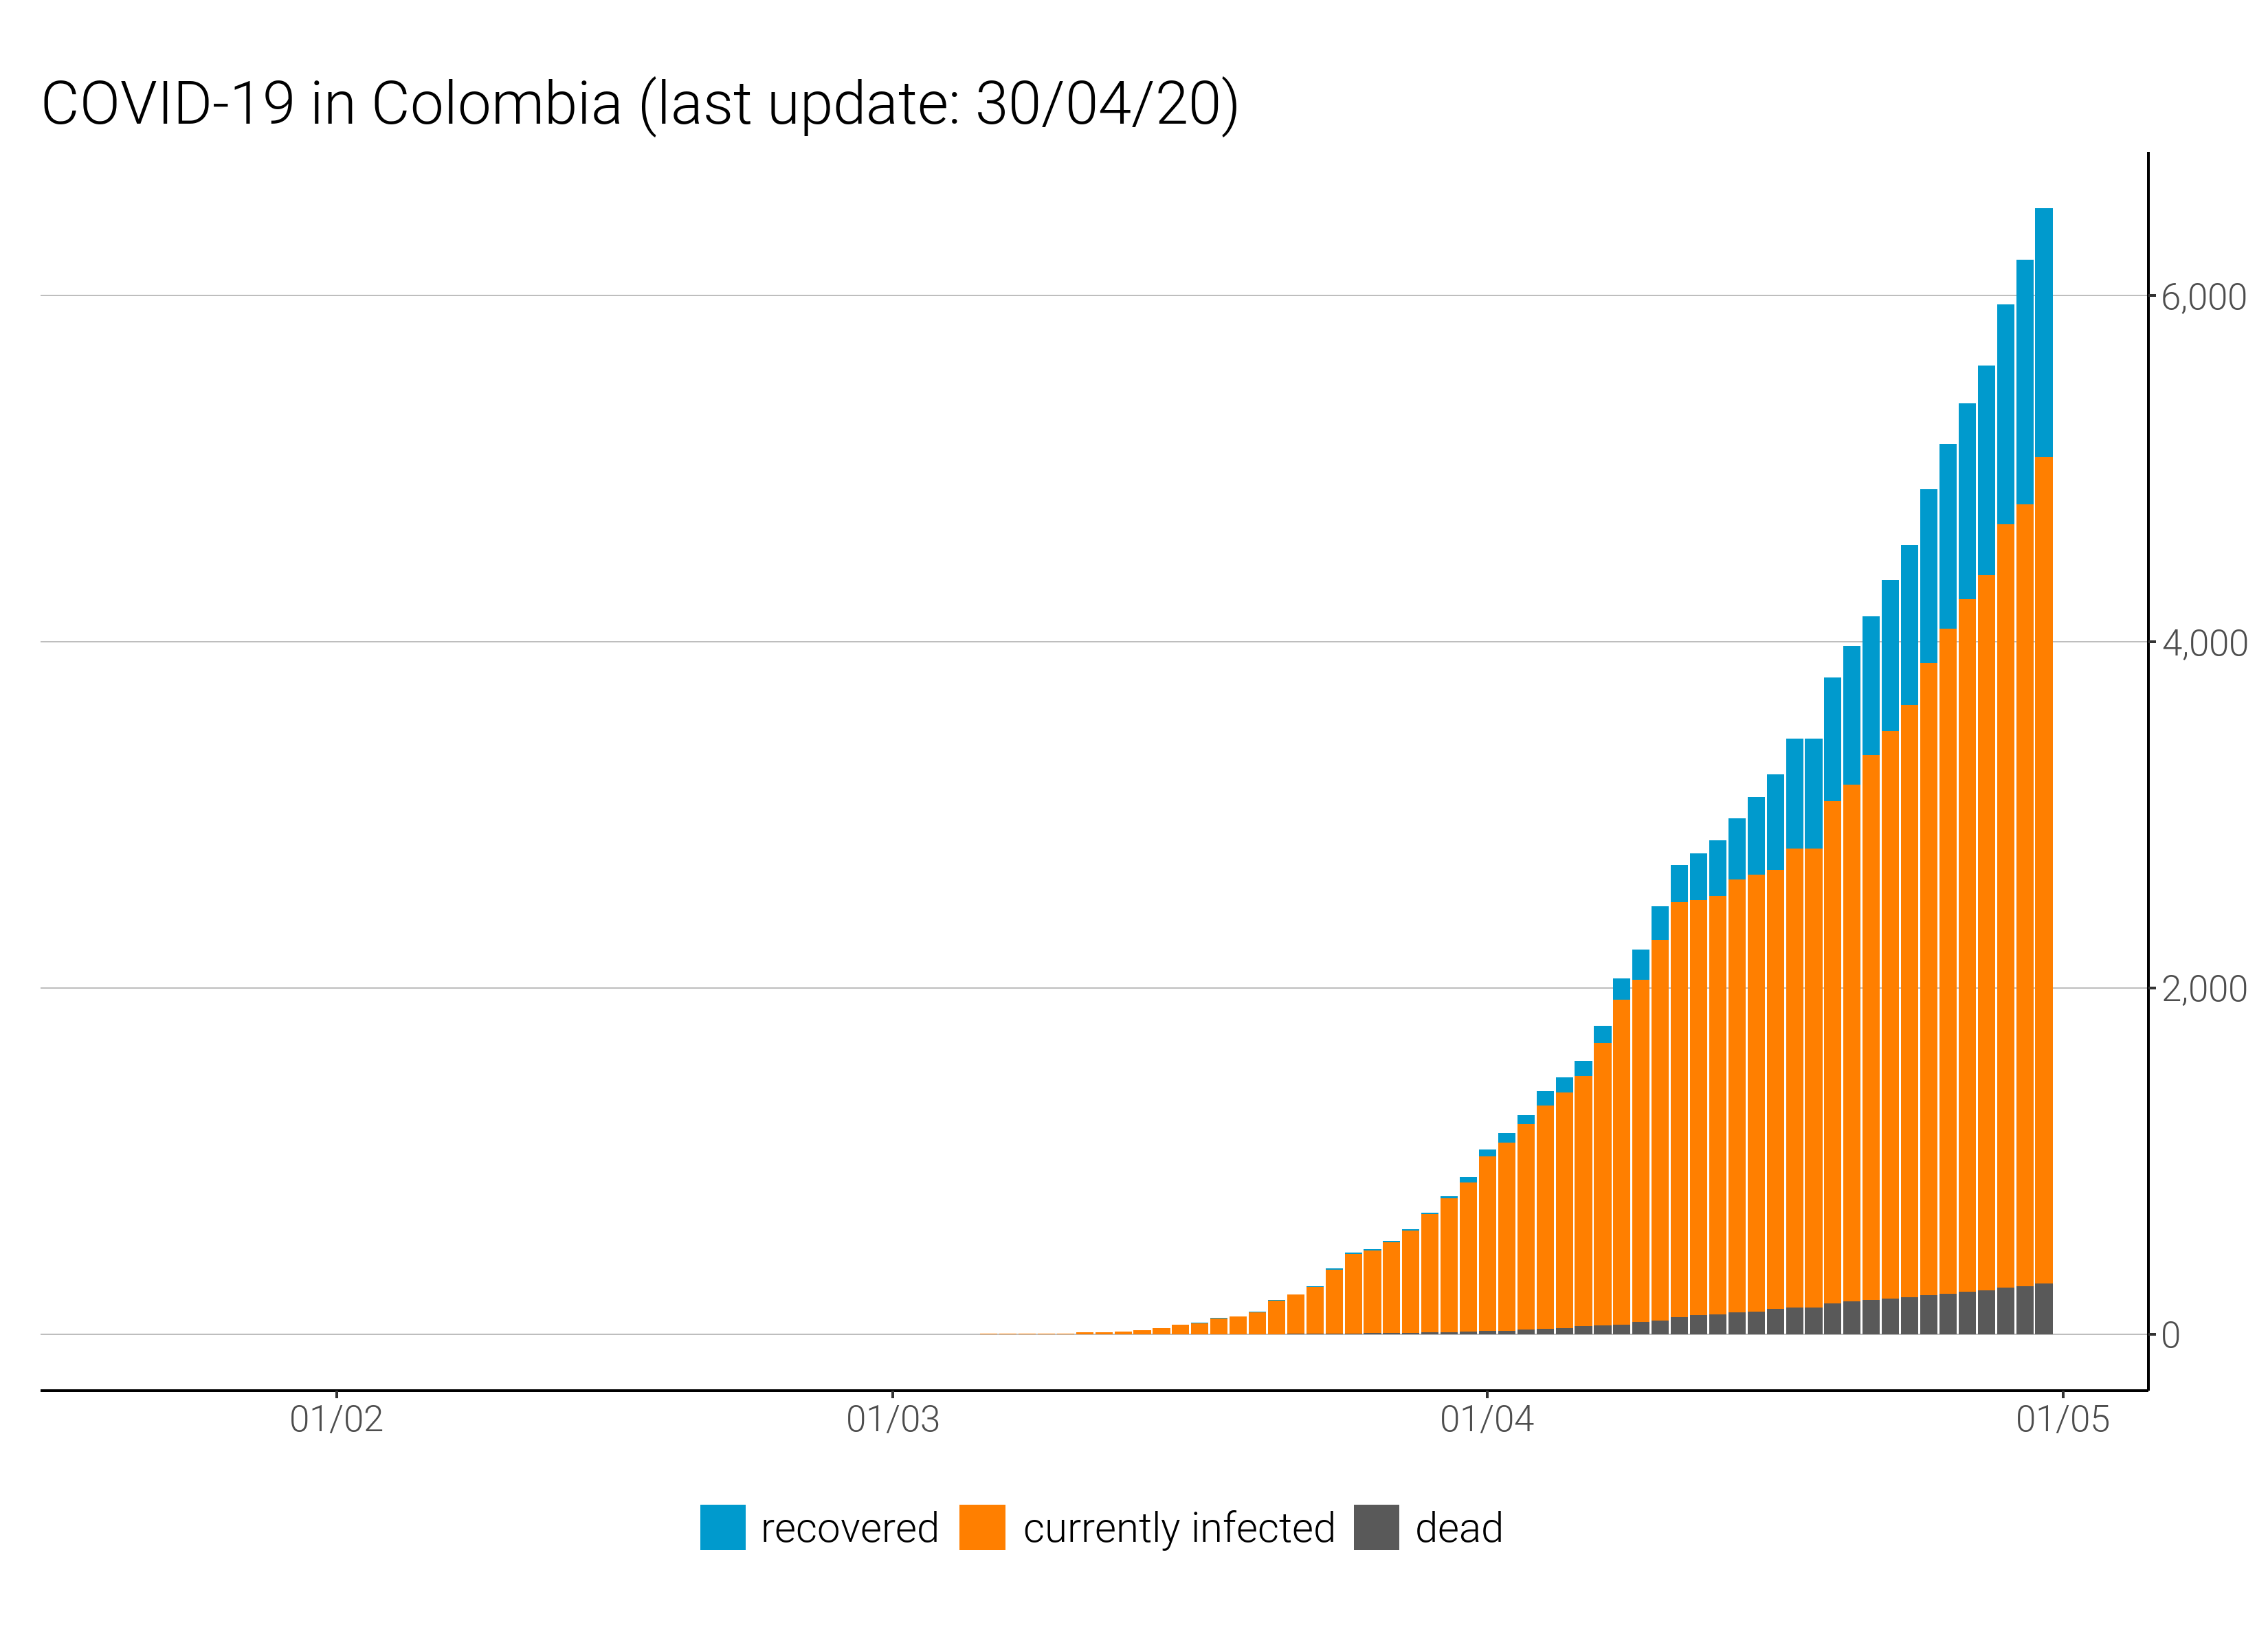 COVID-19 in Colombia (last update: 30/04/20)
6,000
4,000
2,000
0
01/02 01/03 01/04 01/05
recovered currently infected dead